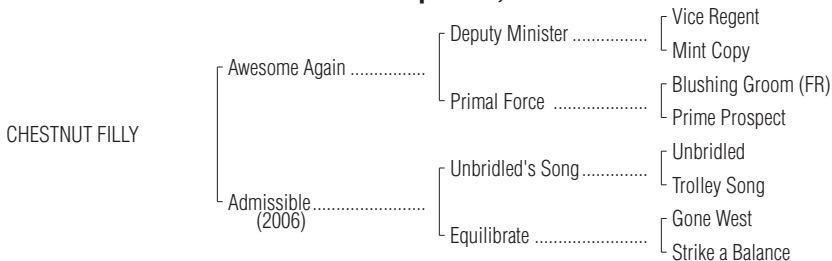 Vice Regent
Deputy Minister ................
Mint Copy
Awesome Again ................
Blushing Groom (FR)
Primal Force ....................
Prime Prospect
CHESTNUT FILLY
Unbridled
Unbridled's Song..............
Trolley Song
Admissible........................
(2006)
Gone West
Equilibrate ........................
Strike a Balance